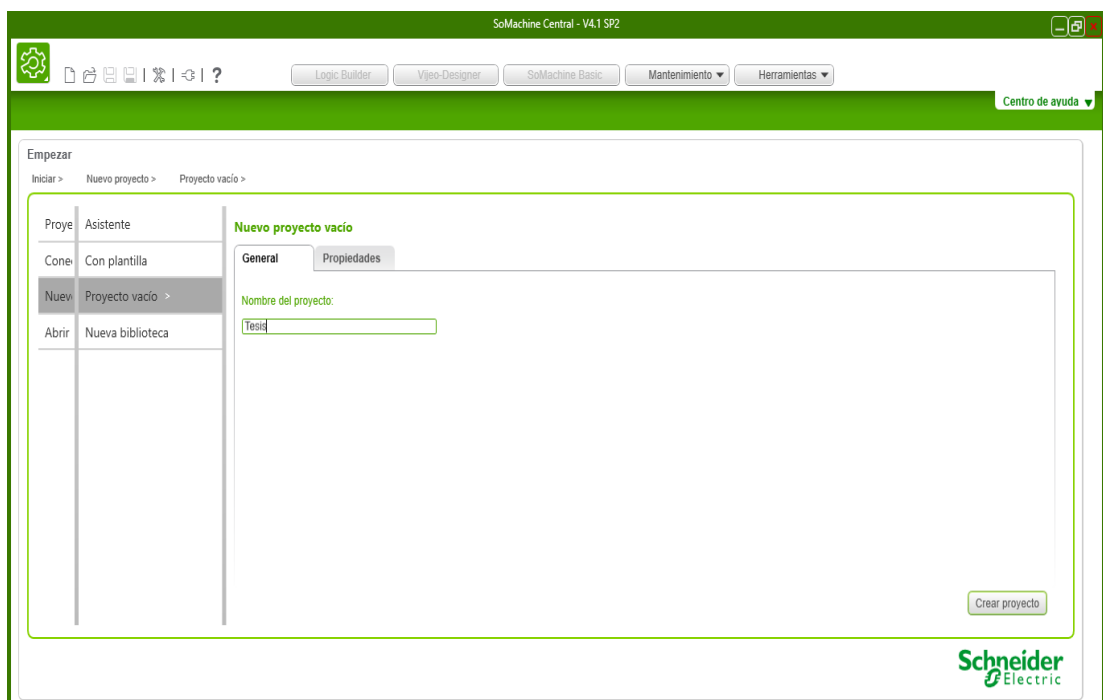 SoMachine Central - V4.1 SP2
? Logic Builder Vijeo-Designer SoMachine Basic Mantenimiento Herramientas
Centro de ayuda
Empezar
Iniciar > Nuevo proyecto > Proyecto vacío >
Proye Asistente
Nuevo proyecto vacío
Cone Con plantilla
General Propiedades
Nuev Proyecto vacío >
Nombre del proyecto:
Tesis
Abrir Nueva biblioteca
Crear proyecto
Schneider
Electric